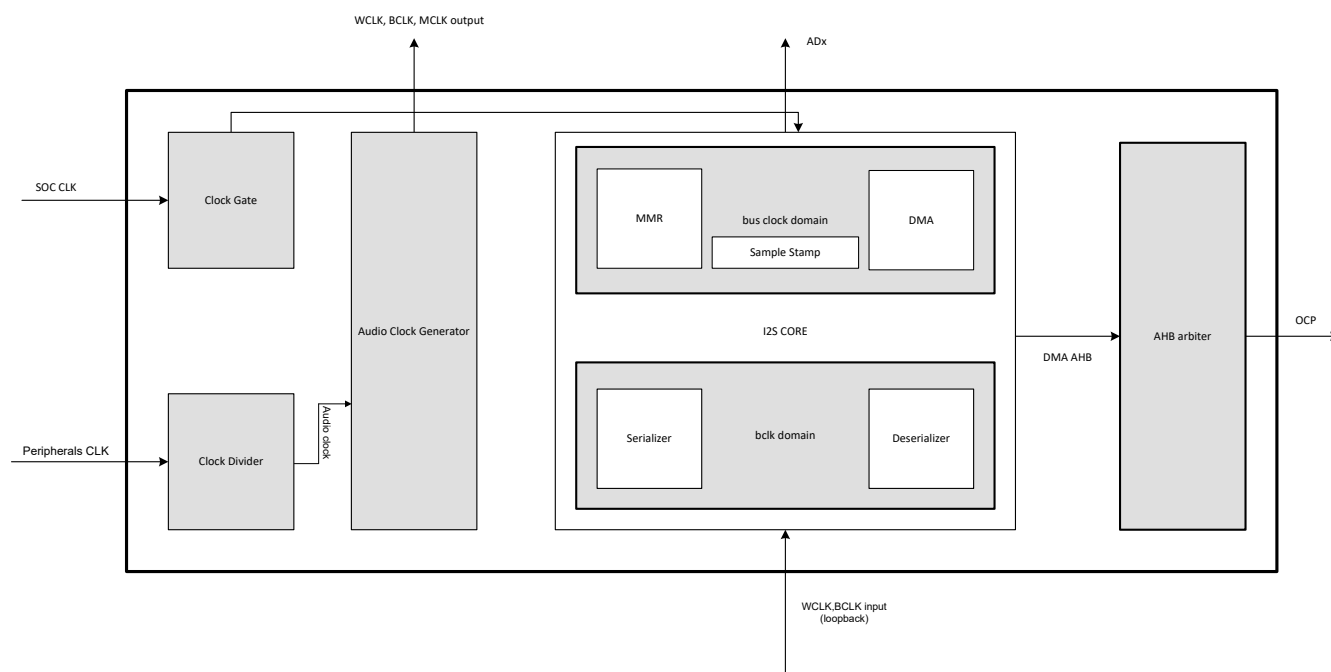 WCLK, BCLK, MCLK output
ADx
SOC CLK
Clock Gate
MMR
bus clock domain
DMA
Sample Stamp
Audio Clock Generator
I2S CORE
AHB arbiter
OCP
DMA AHB
Audio clock
Serializer
bclk domain
Deserializer
Peripherals CLK
Clock Divider
WCLK,BCLK input
(loopback)